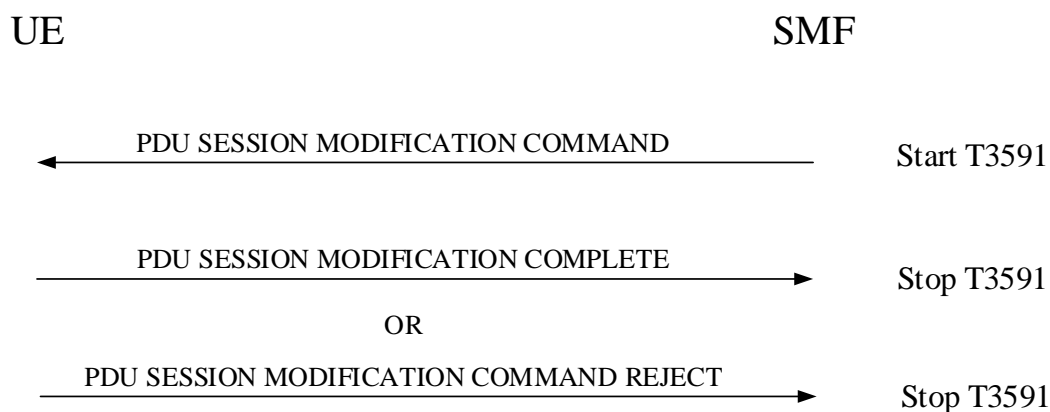 UE SMF
PDU SESSION MODIFICATION COMMAND Start T3591
PDU SESSION MODIFICATION COMPLETE Stop T3591
OR
PDU SESSION MODIFICATION COMMAND REJECT Stop T3591